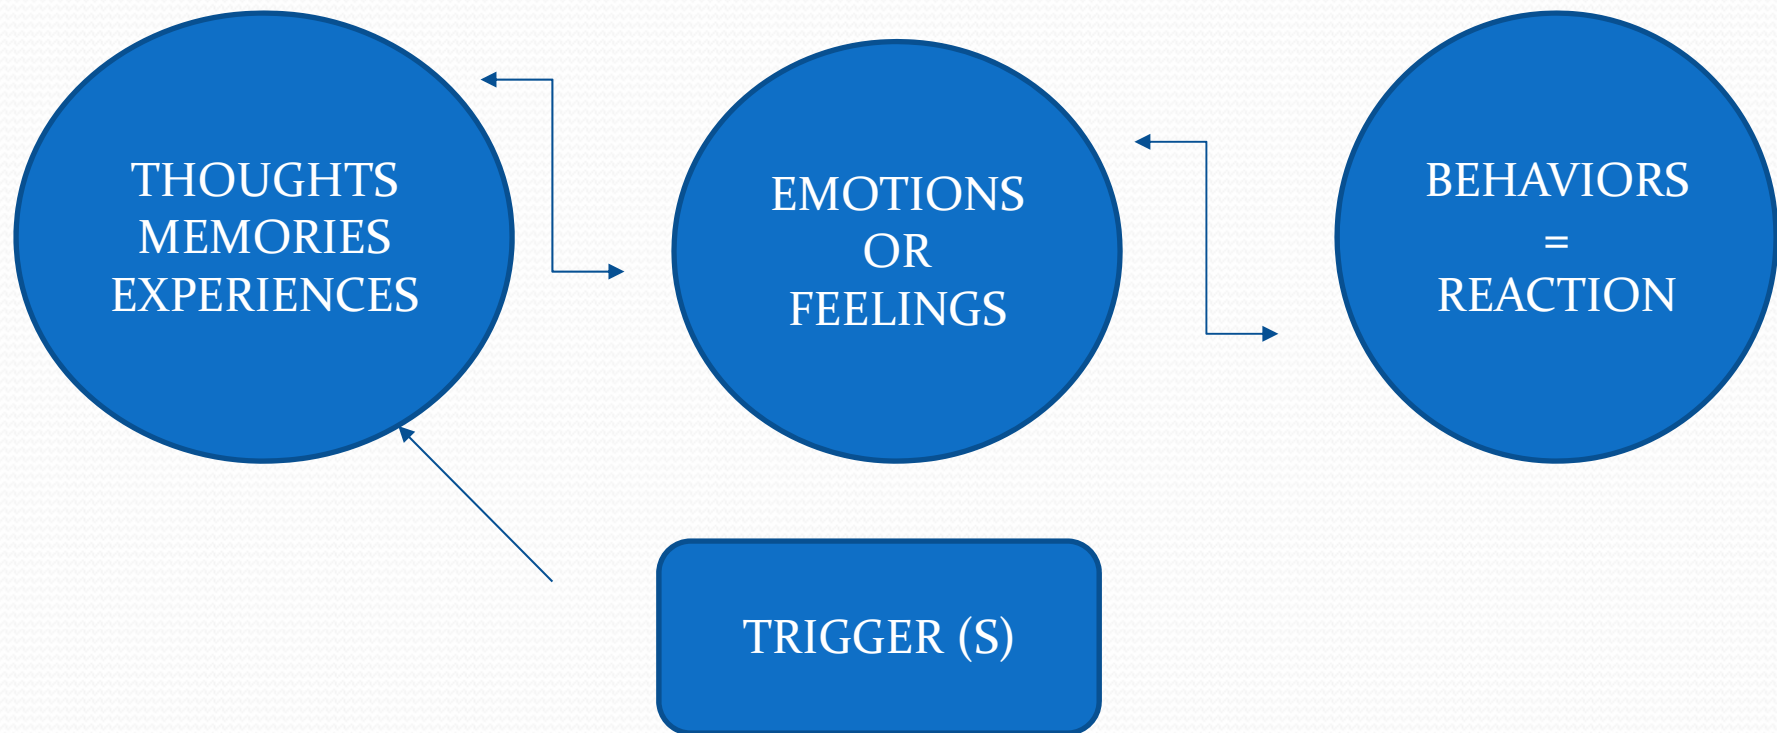 THOUGHTS
MEMORIES
EXPERIENCES
EMOTIONS
OR
FEELINGS
BEHAVIORS
=
REACTION
TRIGGER (S)